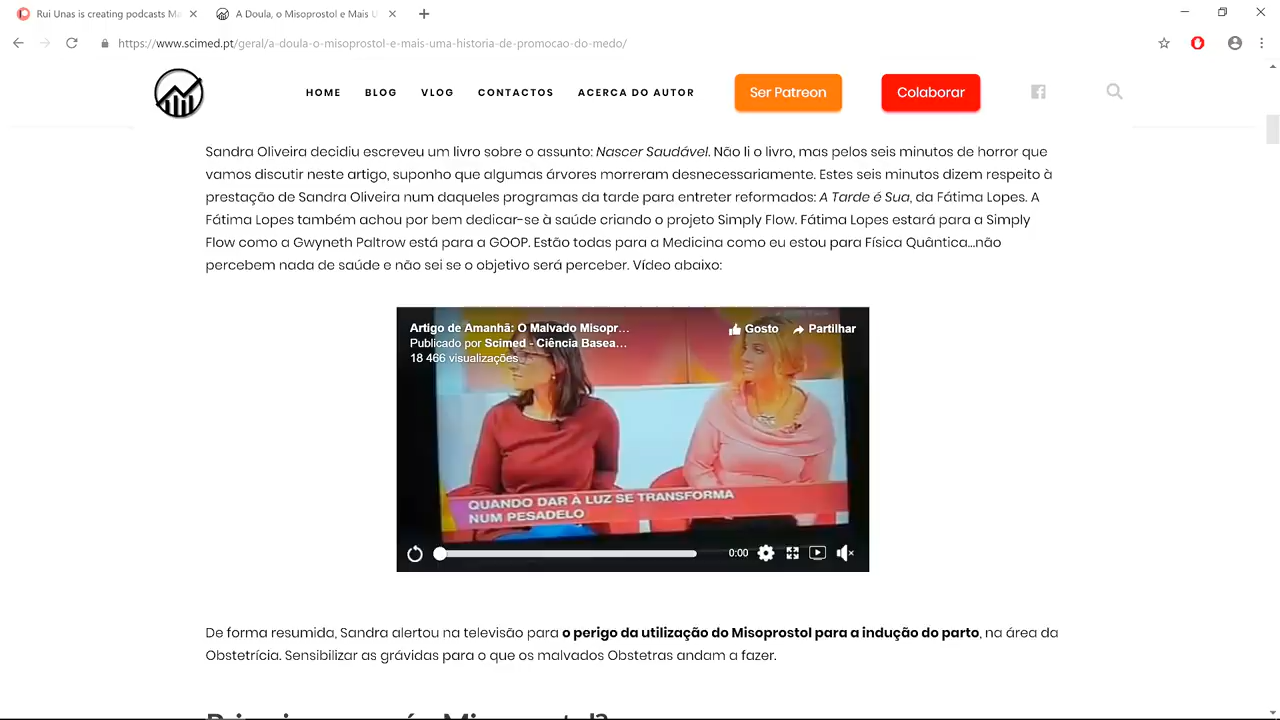 Rui Unas is creating podcasts Ma
A Doula, o Misoprostol e Mais U
https://www.scimed.pt/geral/a-doula-o-misoprostol-e-mais-uma-historia-de-promocao-do-medo/
HOME
BLOG
VLOG
CONTACTOS
ACERCA DO AUTOR
Ser Patreon
Colaborar
Sandra Oliveira decidiu escreveu um livro sobre o assunto: Nascer Saudável. Não li o livro, mas pelos seis minutos de horror que
vamos discutir neste artigo, suponho que algumas árvores morreram desnecessariamente. Estes seis minutos dizem respeito à
prestação de Sandra Oliveira num daqueles programas da tarde para entreter reformados: A Tarde é Sua, da Fátima Lopes. A
Fátima Lopes também achou por bem dedicar-se à saúde criando o projeto Simply Flow. Fátima Lopes estará para a Simply
Flow como a Gwyneth Paltrow está para a GOOP. Estão todas para a Medicina como eu estou para Física Quântica...não
percebem nada de saúde e não sei se o objetivo será perceber. Vídeo abaixo:
Artigo de Amanhã: O Malvado Misopr...
Gosto
Partilhar
Publicado por Scimed - Ciência Basea...
18 466 visualizações
QUANDO DAR À LUZ SE TRANSFORMA
NUM PESADELO
0:00
De forma resumida, Sandra alertou na televisão para o perigo da utilização do Misoprostol para a indução do parto, na área da
Obstetrícia. Sensibilizar as grávidas para o que os malvados Obstetras andam a fazer.